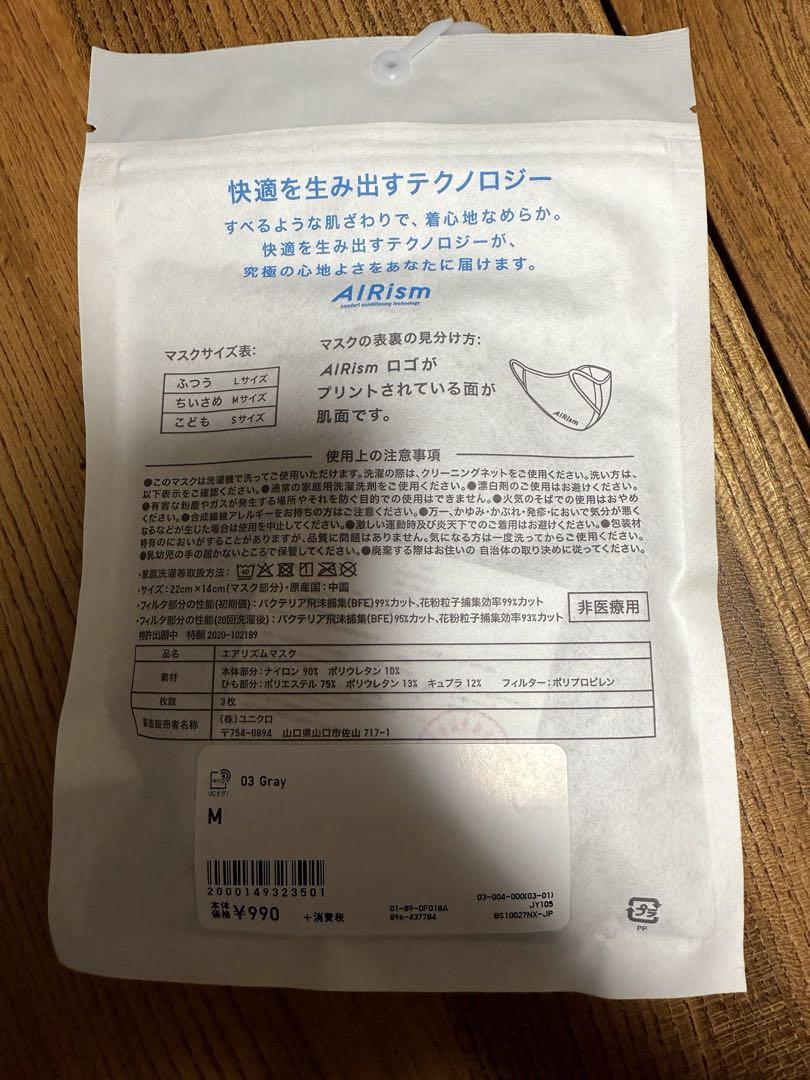 快適を生み出すテクノロジー
すべるような肌ざわりで、着心地なめらか。
快適を生み出すテクノロジーが、
究極の心地よさをあなたに届けます。
AIRism
comfort conditioning technology
マスクサイズ表:
ふつう Lサイズ
ちいさめ Mサイズ
こども Sサイズ
マスクの表裏の見分け方:
AIRism ロゴが
プリントされている面が
肌面です。
AIRism
使用上の注意事項
●このマスクは洗濯機で洗ってご使用いただけます。洗濯の際は、クリーニングネットをご使用ください。洗い方は、
以下表示をご確認ください。●通常の家庭用洗濯洗剤をご使用ください。●漂白剤のご使用はお避けください。
●有害な粉塵やガスが発生する場所やそれを防ぐ目的での使用はできません。●火気のそばでの使用はおやめ
ください。●合成繊維アレルギーをお持ちの方はご注意ください。●万一、かゆみ・かぶれ・発疹・においで気分が悪く
なるなどが生じた場合は使用を中止してください。●激しい運動時及び炎天下でのご着用はお避けください。●包装材
特有のにおいがすることがありますが、品質に問題はありません。気になる方は一度洗ってからご使用ください。
●乳幼児の手の届かないところで保管してください。●廃棄する際はお住いの 自治体の取り決めに従ってください。
・家庭洗濯等取扱方法: 40
・サイズ: 22cm×14cm(マスク部分)・原産国: 中国
・フィルタ部分の性能(初期値): バクテリア飛沫捕集(BFE)99%カット、花粉粒子捕集効率99%カット
・フィルタ部分の性能(20回洗濯後): バクテリア飛沫捕集(BFE)95%カット、花粉粒子捕集効率93%カット
非医療用
特許出願中 特願 2020-102189
品名 エアリズムマスク
素材 本体部分: ナイロン 90% ポリウレタン 10%
ひも部分: ポリエステル 75% ポリウレタン 13% キュプラ 12% フィルター: ポリプロピレン
枚数 3枚
製造販売者名称 (株)ユニクロ
〒754-0894 山口県山口市佐山 717-1
(ICタグ)
03 Gray
M
2000149323501
本体価格 ¥990 +消費税
01-89-0F018A
896-437784
03-004-000(03-01)
JY105
BS10027NX-JP
プラ
PP